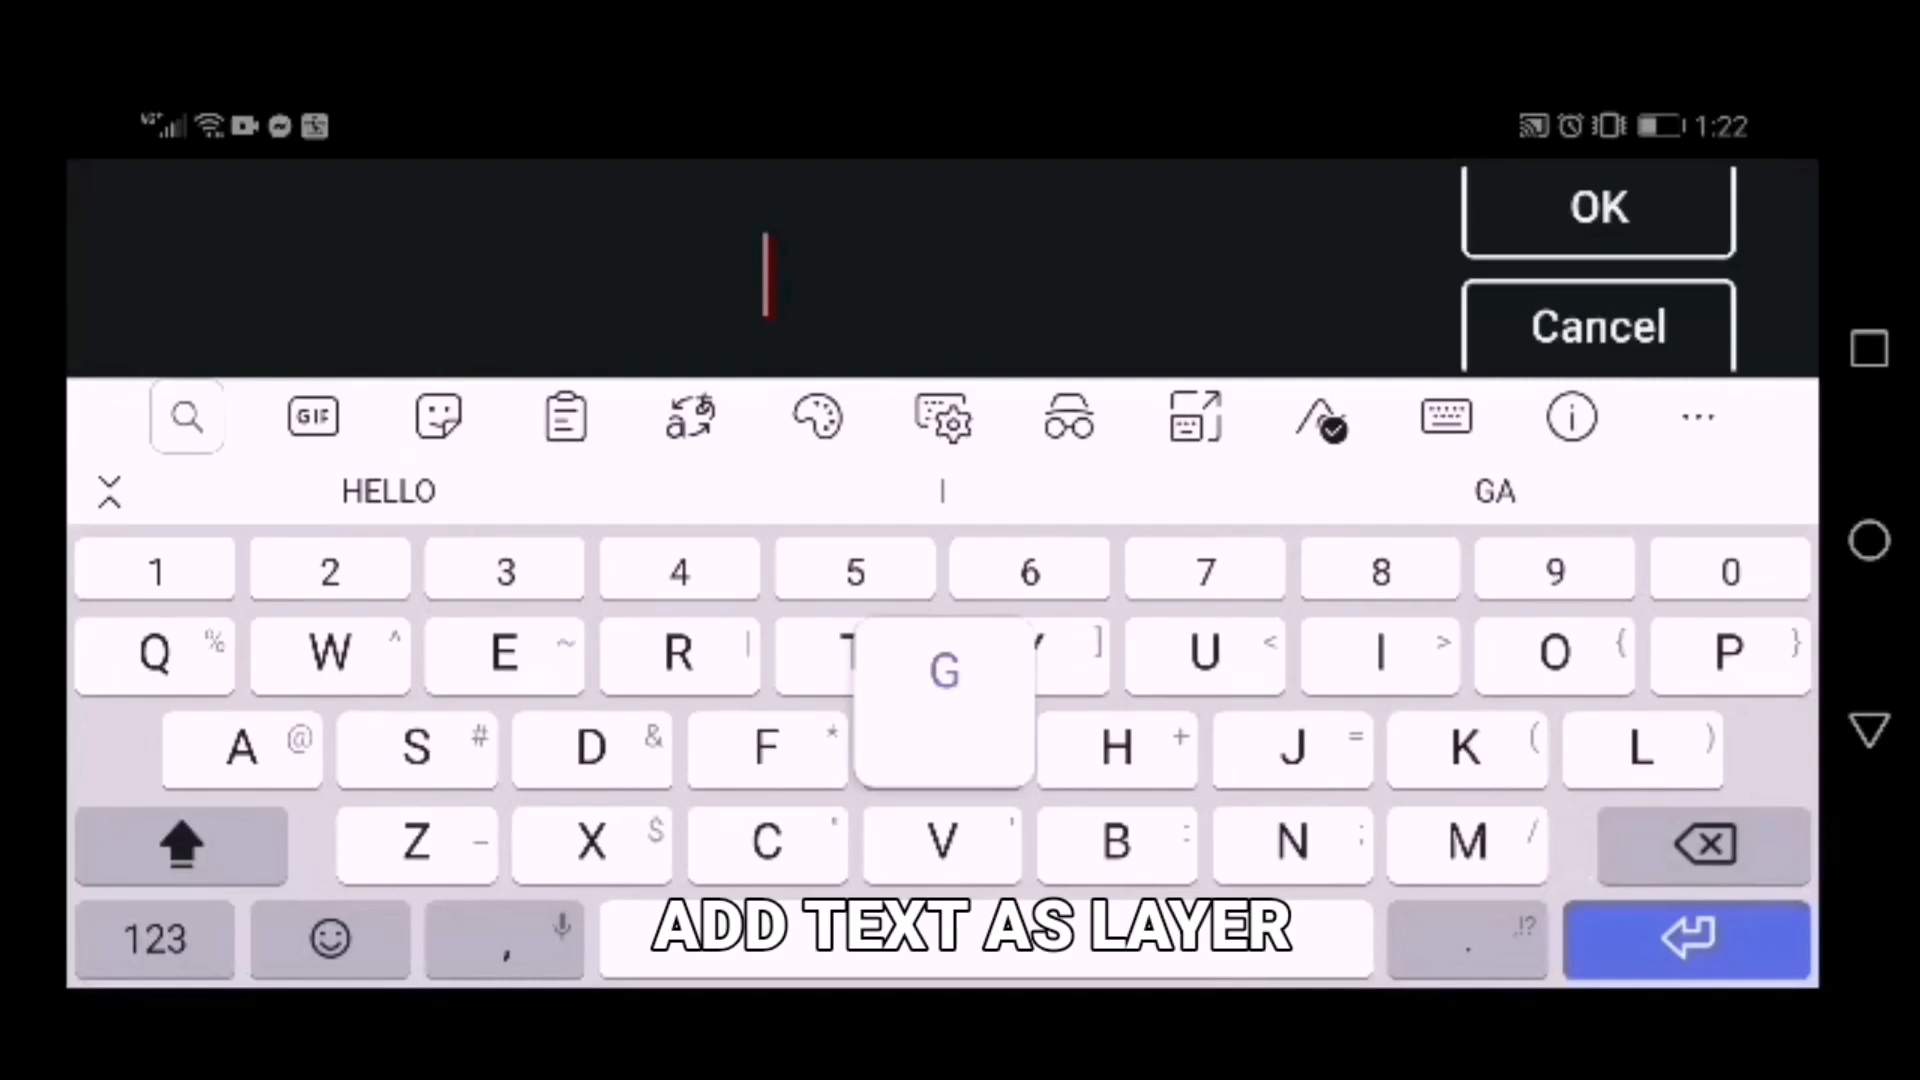 1:22
OK
Cancel
GIF
HELLO I GA
1 2 3 4 5 6 7 8 9 0
Q % W ^ E ~ R | T ] U < I > O { P }
G
A @ S # D & F * H + J = K ( L )
Z _ X $ C " V ' B : N ; M /
123 , . !?
ADD TEXT AS LAYER